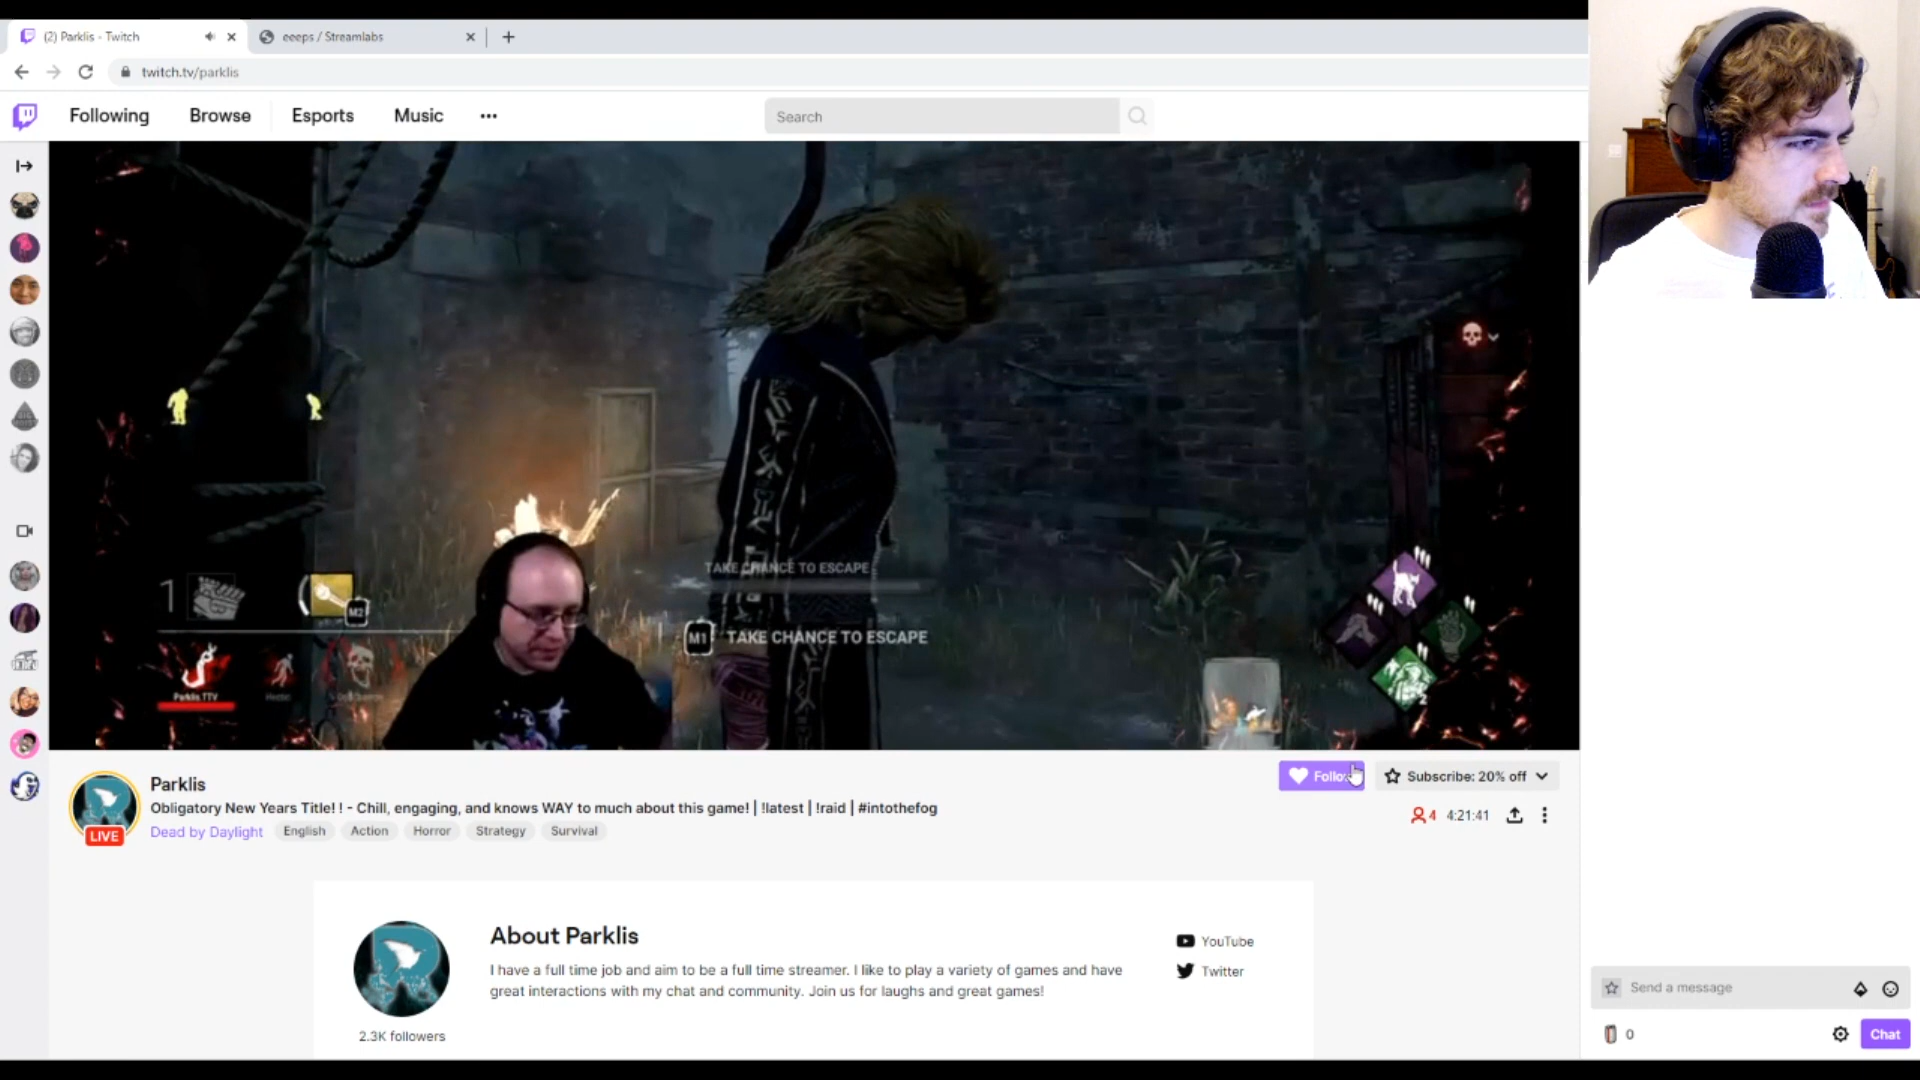 (2) Parklis - Twitch
eeeps / Streamlabs
twitch.tv/parklis
Following
Browse
Esports
Music
Search
TAKE CHANCE TO ESCAPE
M1 TAKE CHANCE TO ESCAPE
1
M2
Parklis.TTV
Parklis
Obligatory New Years Title! ! - Chill, engaging, and knows WAY to much about this game! | !latest | !raid | #intothefog
LIVE
Dead by Daylight English Action Horror Strategy Survival
Subscribe: 20% off
4 4:21:41
About Parklis
I have a full time job and aim to be a full time streamer. I like to play a variety of games and have
great interactions with my chat and community. Join us for laughs and great games!
2.3K followers
YouTube
Twitter
Send a message
0
Chat